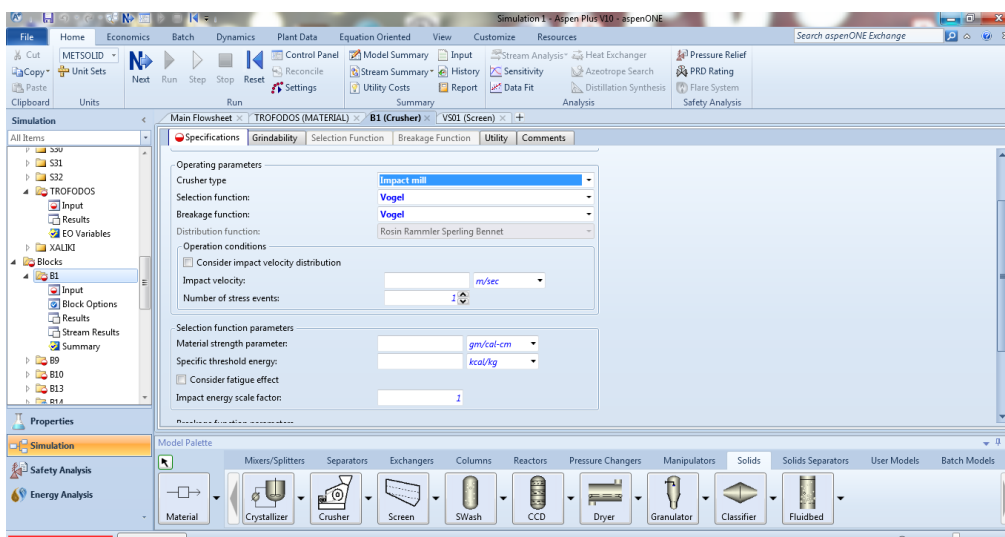 Simulation 1 - Aspen Plus V10 - aspenONE
File Home Economics Batch Dynamics Plant Data Equation Oriented View Customize Resources Search aspenONE Exchange
Cut METSOLID Control Panel Model Summary Input Stream Analysis Heat Exchanger Pressure Relief
Copy Unit Sets Next Run Step Stop Reset Reconcile Stream Summary History Sensitivity Azeotrope Search PRD Rating
Paste Settings Utility Costs Report Data Fit Distillation Synthesis Flare System
Clipboard Units Run Summary Analysis Safety Analysis
Simulation < Main Flowsheet × TROFODOS (MATERIAL) × B1 (Crusher) × VS01 (Screen) × +
All Items Specifications Grindability Selection Function Breakage Function Utility Comments
S30
S31
S32
TROFODOS
Input
Results
EO Variables
XALIKI
Blocks
B1
Input
Block Options
Results
Stream Results
Summary
B9
B10
B13
B14
Operating parameters
Crusher type Impact mill
Selection function: Vogel
Breakage function: Vogel
Distribution function: Rosin Rammler Sperling Bennet
Operation conditions
Consider impact velocity distribution
Impact velocity: m/sec
Number of stress events: 1
Selection function parameters
Material strength parameter: gm/cal-cm
Specific threshold energy: kcal/kg
Consider fatigue effect
Impact energy scale factor: 1
Breakage function parameters
Properties
Simulation
Safety Analysis
Energy Analysis
Model Palette
Mixers/Splitters Separators Exchangers Columns Reactors Pressure Changers Manipulators Solids Solids Separators User Models Batch Models
Material Crystallizer Crusher Screen SWash CCD Dryer Granulator Classifier Fluidbed